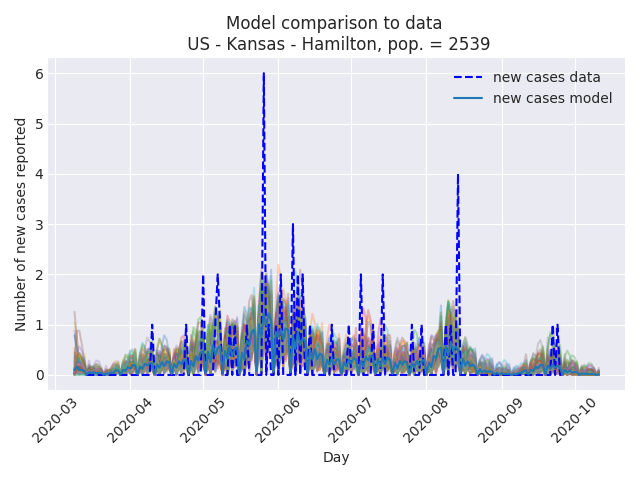 Model comparison to data
US - Kansas - Hamilton, pop. = 2539
new cases data
new cases model
Number of new cases reported
6
5
4
3
2
1
0
2020-03
2020-04
2020-05
2020-06
2020-07
2020-08
2020-09
2020-10
Day